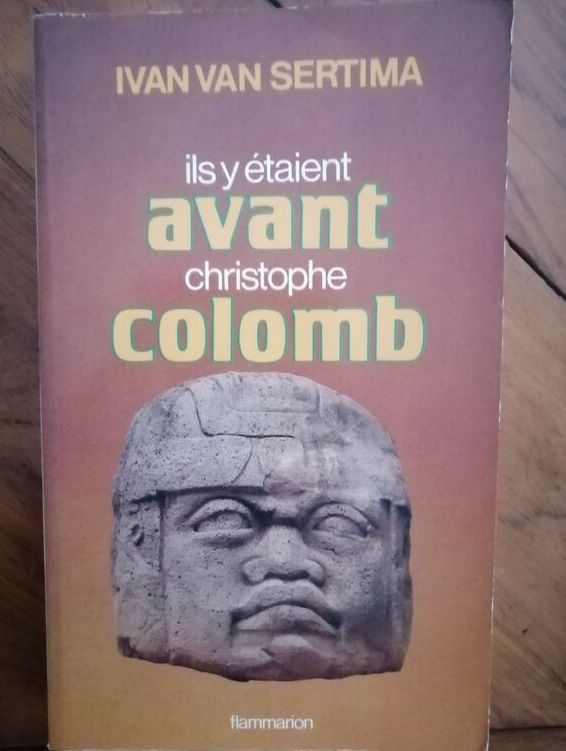 IVAN VAN SERTIMA
ils y étaient
avant
christophe
colomb
flammarion